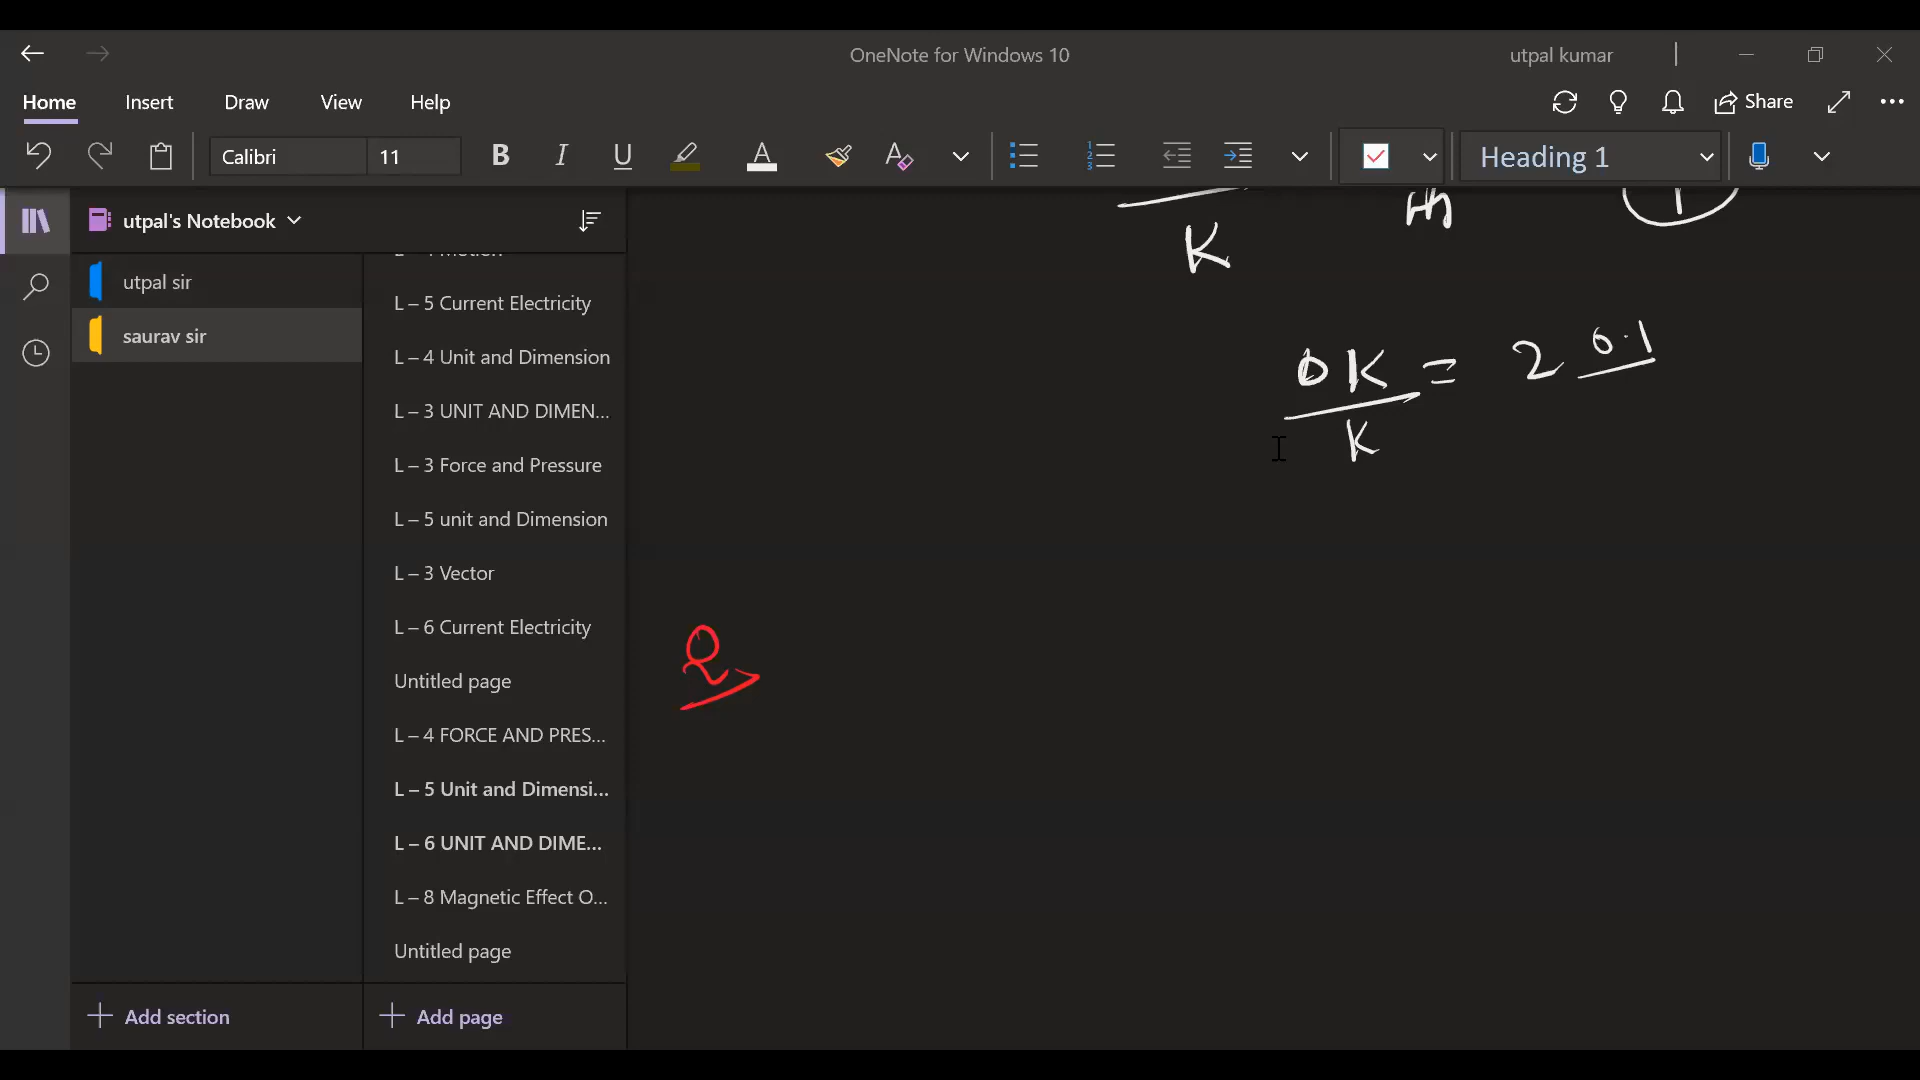 OneNote for Windows 10
utpal kumar
Home Insert Draw View Help
Share
Calibri 11 B I U A A Heading 1
utpal's Notebook
utpal sir
saurav sir
L – 5 Current Electricity
L – 4 Unit and Dimension
L – 3 UNIT AND DIMEN...
L – 3 Force and Pressure
L – 5 unit and Dimension
L – 3 Vector
L – 6 Current Electricity
Untitled page
L – 4 FORCE AND PRES...
L – 5 Unit and Dimensi...
L – 6 UNIT AND DIME...
L – 8 Magnetic Effect O...
Untitled page
Add section
Add page
K
m
1
ΔK = 2 0.1
K
Q